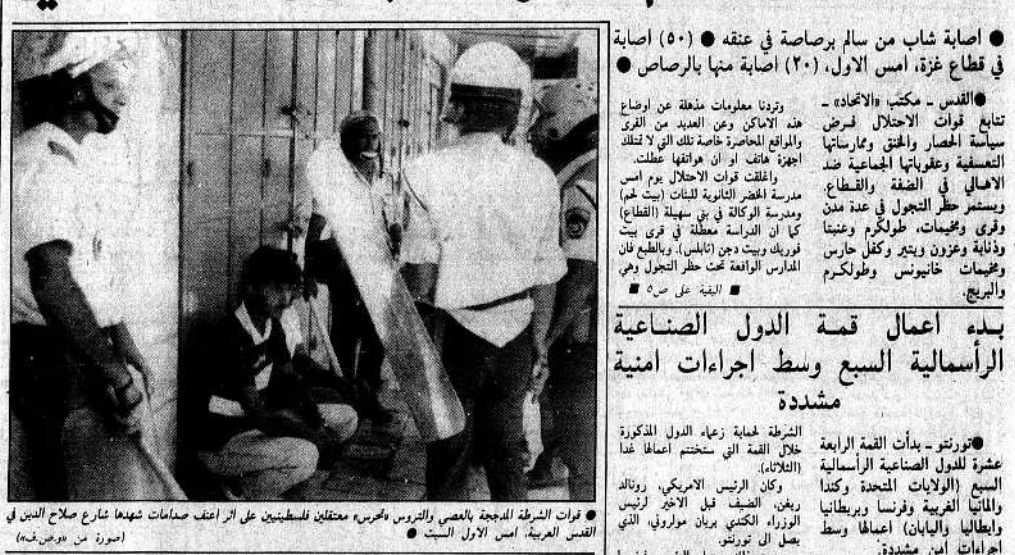 ● اصابة شاب من سالم برصاصة في عنقه ● (٥٠) اصابة
في قطاع غزة، امس الاول، (٢٠) اصابة منها بالرصاص ●
●القدس ـ مكتب «الاتحاد» ـ
تتابع قوات الاحتلال فرض
سياسة الحصار والخنق وممارساتها
التعسفية وعقوباتها الجماعية ضد
الاهالي في الضفة والقطاع.
ويستمر حظر التجول في عدة مدن
وقرى ومخيمات، طولكرم وعنبتا
وذنابة وعزون وبتير وكفل حارس
ومخيمات خانيونس وطولكرم
والبريج.
وتردنا معلومات مذهلة عن اوضاع
هذه الاماكن وعن العديد من القرى
والمواقع المحاصرة خاصة تلك التي لا تمتلك
اجهزة هاتف او ان هواتفها عطلت.
واغلقت قوات الاحتلال يوم امس
مدرسة الخضر الثانوية للبنات (بيت لحم)
ومدرسة الوكالة في بني سهيلة (القطاع)
كما ان الدراسة معطلة في قرى بيت
فوريك وبيت دجن (نابلس). وبالطبع فان
المدارس الواقعة تحت حظر التجول وهي
■ البقية على ص٥ ■
بدء اعمال قمة الدول الصناعية
الرأسمالية السبع وسط اجراءات امنية
مشددة
●تورنتو ـ بدأت القمة الرابعة
عشرة للدول الصناعية الرأسمالية
السبع (الولايات المتحدة وكندا
والمانيا الغربية وفرنسا وبريطانيا
وايطاليا واليابان) اعمالها وسط
اجراءات امن مشددة.
الشرطة لحماية زعماء الدول المذكورة
خلال القمة التي ستختتم اعمالها غدا
(الثلاثاء).
وكان الرئيس الامريكي، رونالد
ريغن، الضيف قبل الاخير لرئيس
الوزراء الكندي بريان مولروني، الذي
يصل الى تورنتو.
● قوات الشرطة المدججة بالعصي والتروس «تحرس» معتقلين فلسطينيين على اثر اعنف صدامات شهدها شارع صلاح الدين في
القدس العربية، امس الاول السبت ●
(صورة من «و.ص.ف»)